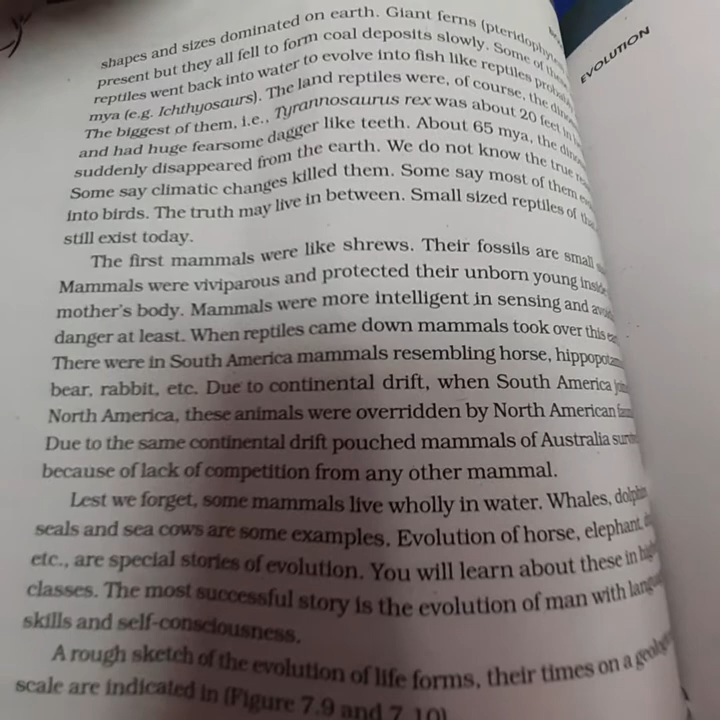 EVOLUTION
shapes and sizes dominated on earth. Giant ferns (pteridophytes
present but they all fell to form coal deposits slowly. Some of these
reptiles went back into water to evolve into fish like reptiles
mya (e.g. Ichthyosaurs). The land reptiles were, of course, the
The biggest of them, i.e., Tyrannosaurus rex was about 20 feet in
and had huge fearsome dagger like teeth. About 65 mya, the
suddenly disappeared from the earth. We do not know the true
Some say climatic changes killed them. Some say most of them
into birds. The truth may live in between. Small sized reptiles of
still exist today.
The first mammals were like shrews. Their fossils are small
Mammals were viviparous and protected their unborn young inside
mother's body. Mammals were more intelligent in sensing and
danger at least. When reptiles came down mammals took over this
There were in South America mammals resembling horse,
bear, rabbit, etc. Due to continental drift, when South America
North America, these animals were overridden by North American
Due to the same continental drift pouched mammals of Australia
because of lack of competition from any other mammal.
Lest we forget, some mammals live wholly in water. Whales,
seals and sea cows are some examples. Evolution of horse, elephant,
etc., are special stories of evolution. You will learn about these in
classes. The most successful story is the evolution of man with
skills and self-consciousness.
A rough sketch of the evolution of life forms, their times on a
scale are indicated in (Figure 7.9 and 7.10)